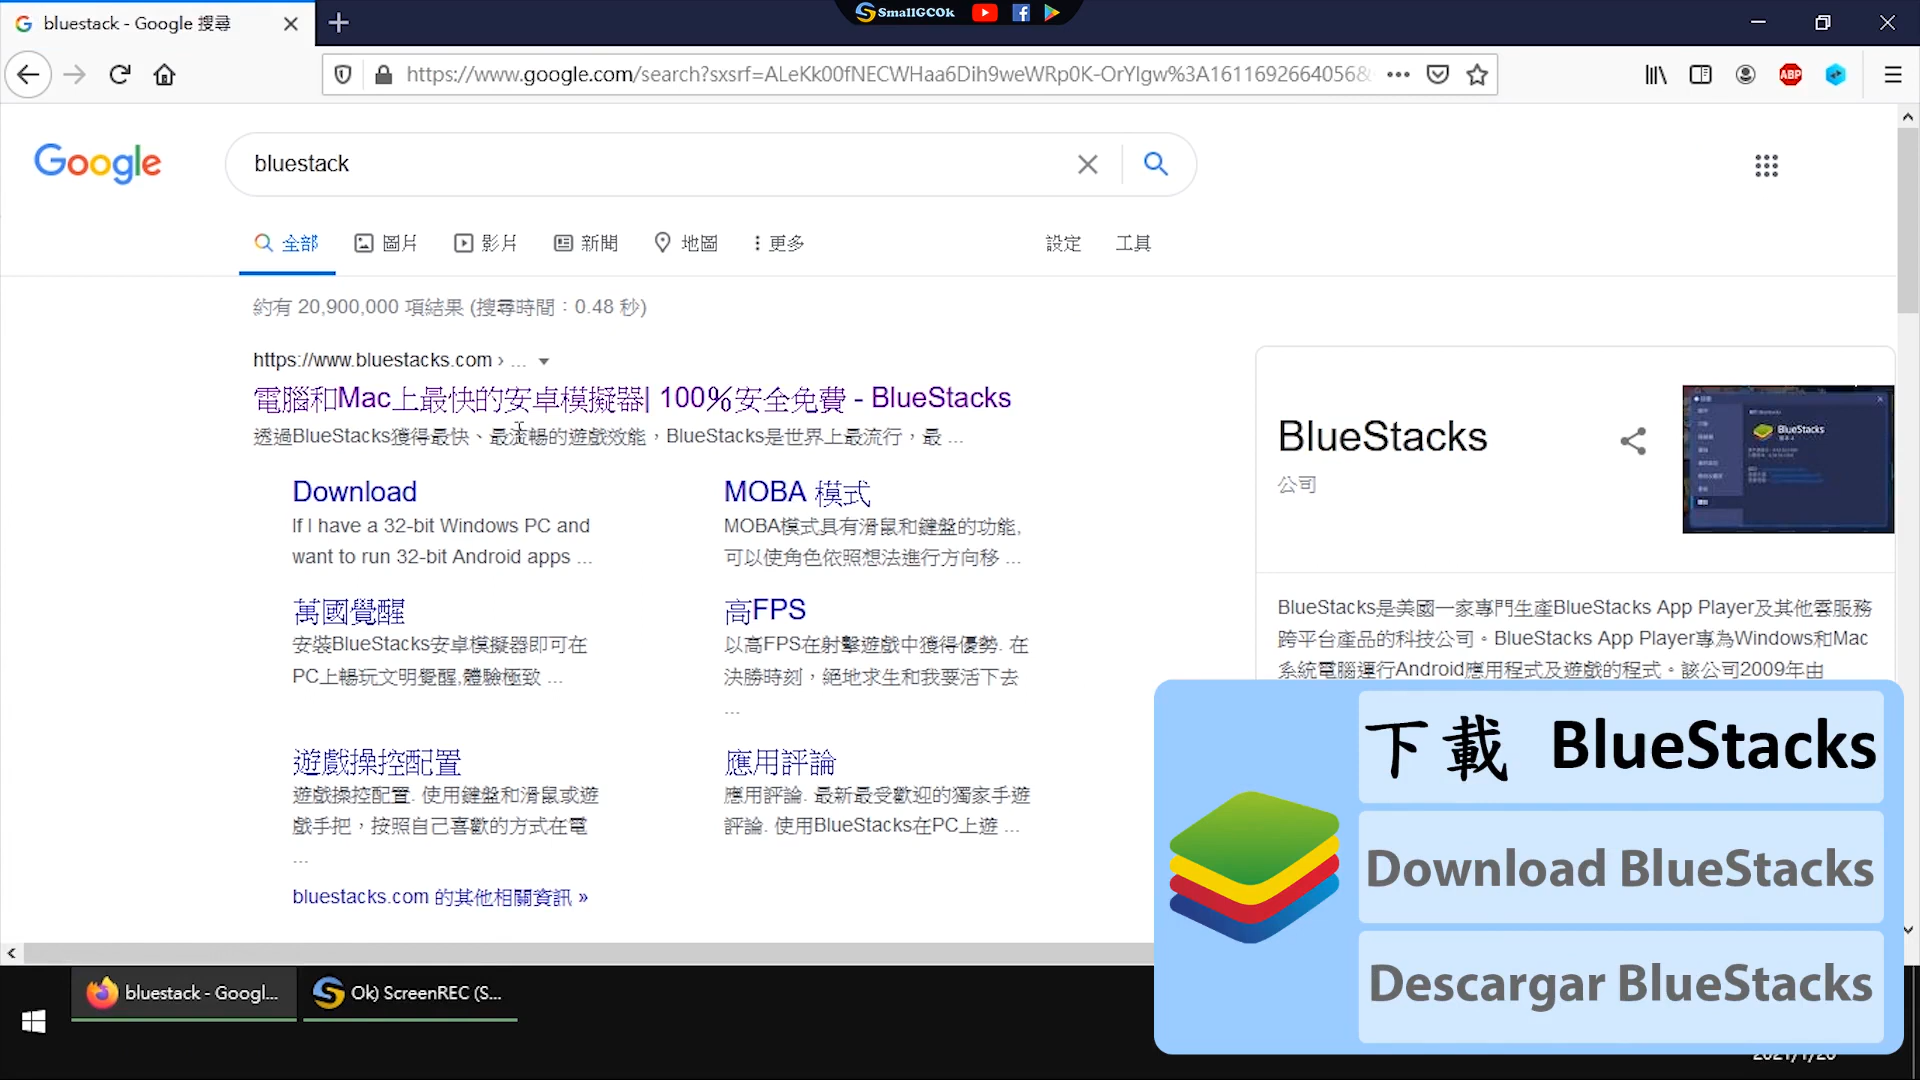 bluestack - Google 搜尋
SmallGCOk
https://www.google.com/search?sxsrf=ALeKk00fNECWHaa6Dih9weWRp0K-OrYlgw%3A1611692664056&
ABP
Google
bluestack
全部 圖片 影片 新聞 地圖 更多 設定 工具
約有 20,900,000 項結果 (搜尋時間：0.48 秒)
https://www.bluestacks.com › ...
電腦和Mac上最快的安卓模擬器| 100%安全免費 - BlueStacks
透過BlueStacks獲得最快、最流暢的遊戲效能，BlueStacks是世界上最流行，最 ...
Download
If I have a 32-bit Windows PC and
want to run 32-bit Android apps ...
MOBA 模式
MOBA模式具有滑鼠和鍵盤的功能,
可以使角色依照想法進行方向移 ...
萬國覺醒
安裝BlueStacks安卓模擬器即可在
PC上暢玩文明覺醒,體驗極致 ...
高FPS
以高FPS在射擊遊戲中獲得優勢. 在
決勝時刻，絕地求生和我要活下去
...
遊戲操控配置
遊戲操控配置. 使用鍵盤和滑鼠或遊
戲手把，按照自己喜歡的方式在電
...
應用評論
應用評論. 最新最受歡迎的獨家手遊
評論. 使用BlueStacks在PC上遊 ...
bluestacks.com 的其他相關資訊 »
BlueStacks
公司
BlueStacks
BlueStacks是美國一家專門生產BlueStacks App Player及其他雲服務
跨平台產品的科技公司。BlueStacks App Player專為Windows和Mac
系統電腦運行Android應用程式及遊戲的程式。該公司2009年由
下載 BlueStacks
Download BlueStacks
Descargar BlueStacks
bluestack - Googl...
Ok) ScreenREC (S...
2021/1/26